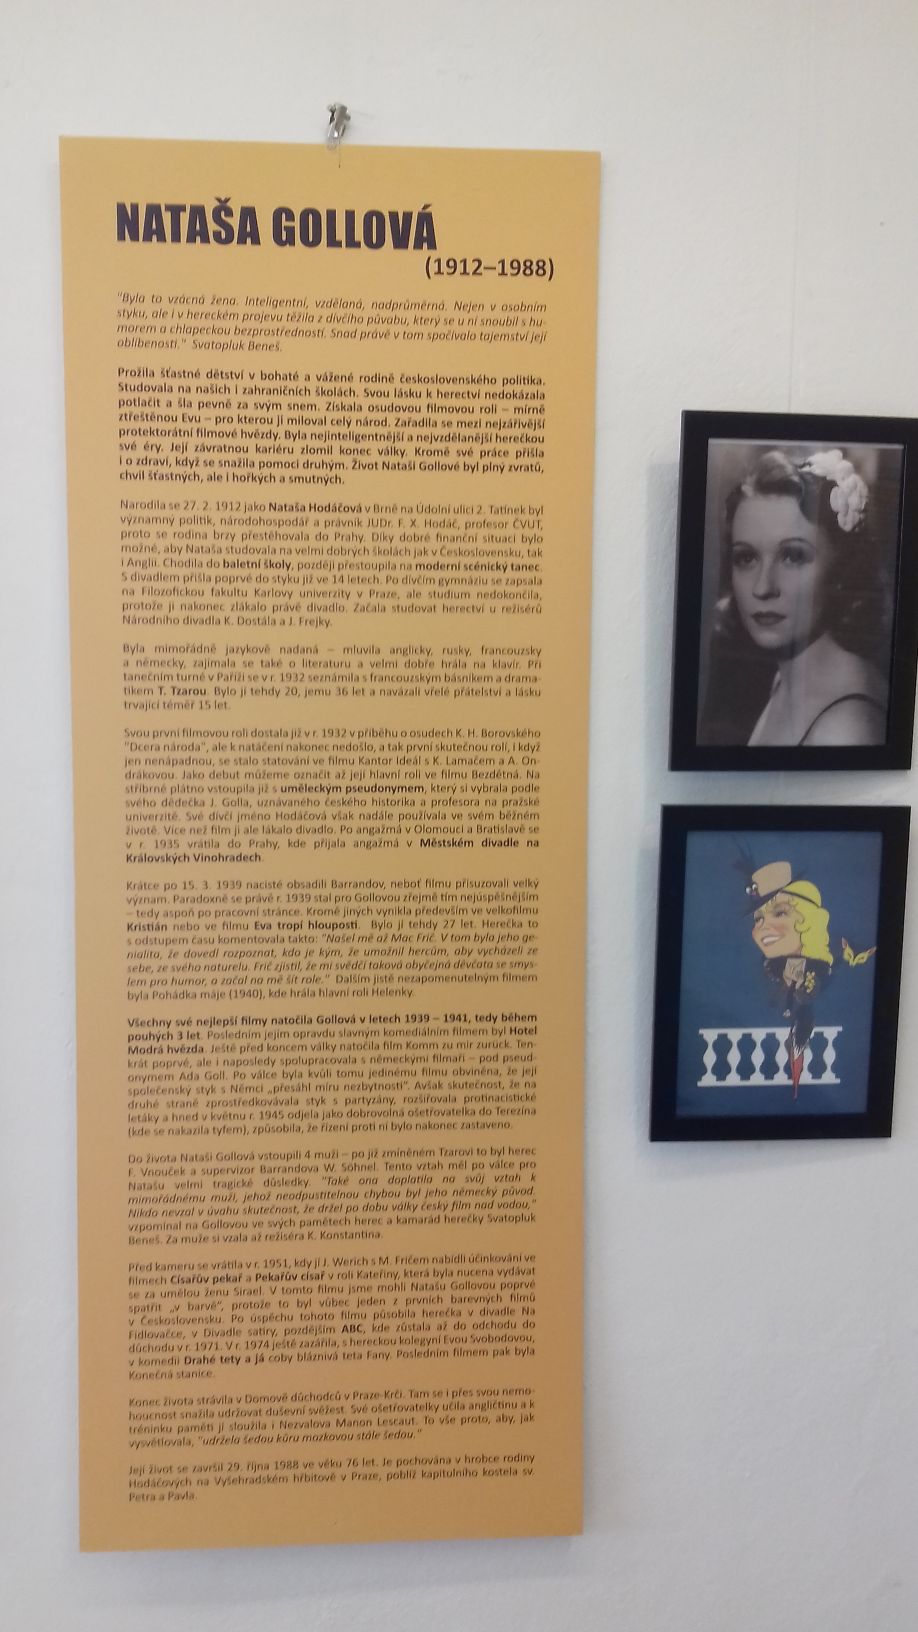 NATAŠA GOLLOVÁ
(1912–1988)
"Byla to vzácná žena. Inteligentní, vzdělaná, nadprůměrná. Nejen v osobním
styku, ale i v hereckém projevu těžila z dívčího půvabu, který se u ní snoubil s hu-
morem a chlapeckou bezprostředností. Snad právě v tom spočívalo tajemství její
oblíbenosti." Svatopluk Beneš.
Prožila šťastné dětství v bohaté a vážené rodině československého politika.
Studovala na našich i zahraničních školách. Svou lásku k herectví nedokázala
potlačit a šla pevně za svým snem. Získala osudovou filmovou roli – mírně
ztřeštěnou Evu – pro kterou ji miloval celý národ. Zařadila se mezi nejzářivější
protektorátní filmové hvězdy. Byla nejinteligentnější a nejvzdělanější herečkou
své éry. Její závratnou kariéru zlomil konec války. Kromě své práce přišla
i o zdraví, když se snažila pomoci druhým. Život Nataši Gollové byl plný zvratů,
chvil šťastných, ale i hořkých a smutných.
Narodila se 27. 2. 1912 jako Nataša Hodáčová v Brně na Údolní ulici 2. Tatínek byl
významný politik, národohospodář a právník JUDr. F. X. Hodáč, profesor ČVUT,
proto se rodina brzy přestěhovala do Prahy. Díky dobré finanční situaci bylo
možné, aby Nataša studovala na velmi dobrých školách jak v Československu, tak
i Anglii. Chodila do baletní školy, později přestoupila na moderní scénický tanec.
S divadlem přišla poprvé do styku již ve 14 letech. Po dívčím gymnáziu se zapsala
na Filozofickou fakultu Karlovy univerzity v Praze, ale studium nedokončila,
protože ji nakonec zlákalo právě divadlo. Začala studovat herectví u režisérů
Národního divadla K. Dostála a J. Frejky.
Byla mimořádně jazykově nadaná – mluvila anglicky, rusky, francouzsky
a německy, zajímala se také o literaturu a velmi dobře hrála na klavír. Při
tanečním turné v Paříži se v r. 1932 seznámila s francouzským básníkem a drama-
tikem T. Tzarou. Bylo jí tehdy 20, jemu 36 let a navázali vřelé přátelství a lásku
trvající téměř 15 let.
Svou první filmovou roli dostala již v r. 1932 v příběhu o osudech K. H. Borovského
"Dcera národa", ale k natáčení nakonec nedošlo, a tak první skutečnou rolí, i když
jen nenápadnou, se stalo statování ve filmu Kantor Ideál s K. Lamačem a A. On-
drákovou. Jako debut můžeme označit až její hlavní roli ve filmu Bezdětná. Na
stříbrné plátno vstoupila již s uměleckým pseudonymem, který si vybrala podle
svého dědečka J. Golla, uznávaného českého historika a profesora na pražské
univerzitě. Své dívčí jméno Hodáčová však nadále používala ve svém běžném
životě. Více než film ji ale lákalo divadlo. Po angažmá v Olomouci a Bratislavě se
v r. 1935 vrátila do Prahy, kde přijala angažmá v Městském divadle na
Královských Vinohradech.
Krátce po 15. 3. 1939 nacisté obsadili Barrandov, neboť filmu přisuzovali velký
význam. Paradoxně se právě r. 1939 stal pro Gollovou zřejmě tím nejúspěšnějším
– tedy aspoň po pracovní stránce. Kromě jiných vynikla především ve velkofilmu
Kristián nebo ve filmu Eva tropí hlouposti. Bylo jí tehdy 27 let. Herečka to
s odstupem času komentovala takto: "Našel mě až Mac Frič. V tom byla jeho ge-
nialita, že dovedl rozpoznat, kdo je kým, že umožnil hercům, aby vycházeli ze
sebe, ze svého naturelu. Frič zjistil, že mi svědčí taková obyčejná děvčata se smys-
lem pro humor, a začal na mě šít role." Dalším jistě nezapomenutelným filmem
byla Pohádka máje (1940), kde hrála hlavní roli Helenky.
Všechny své nejlepší filmy natočila Gollová v letech 1939 – 1941, tedy během
pouhých 3 let. Posledním jejím opravdu slavným komediálním filmem byl Hotel
Modrá hvězda. Ještě před koncem války natočila film Komm zu mir zurück. Ten-
krát poprvé, ale i naposledy spolupracovala s německými filmaři – pod pseud-
onymem Ada Goll. Po válce byla kvůli tomu jedinému filmu obviněna, že její
společenský styk s Němci „přesáhl míru nezbytnosti“. Avšak skutečnost, že na
druhé straně zprostředkovávala styk s partyzány, rozšiřovala protinacistické
letáky a hned v květnu r. 1945 odjela jako dobrovolná ošetřovatelka do Terezína
(kde se nakazila tyfem), způsobila, že řízení proti ní bylo nakonec zastaveno.
Do života Nataši Gollové vstoupili 4 muži – po již zmíněném Tzarovi to byl herec
F. Vnouček a supervizor Barrandova W. Söhnel. Tento vztah měl po válce pro
Natašu velmi tragické důsledky. "Také ona doplatila na svůj vztah k
mimořádnému muži, jehož neodpustitelnou chybou byl jeho německý původ.
Nikdo nevzal v úvahu skutečnost, že držel po dobu války český film nad vodou,"
vzpomínal na Gollovou ve svých pamětech herec a kamarád herečky Svatopluk
Beneš. Za muže si vzala až režiséra K. Konstantina.
Před kameru se vrátila v r. 1951, kdy jí J. Werich s M. Fričem nabídli účinkování ve
filmech Císařův pekař a Pekařův císař v roli Kateřiny, která byla nucena vydávat
se za umělou ženu Sirael. V tomto filmu jsme mohli Natašu Gollovou poprvé
spatřit „v barvě“, protože to byl vůbec jeden z prvních barevných filmů
v Československu. Po úspěchu tohoto filmu působila herečka v divadle Na
Fidlovačce, v Divadle satiry, pozdějším ABC, kde zůstala až do odchodu do
důchodu v r. 1971. V r. 1974 ještě zazářila, s hereckou kolegyní Evou Svobodovou,
v komedii Drahé tety a já coby bláznivá teta Fany. Posledním filmem pak byla
Konečná stanice.
Konec života strávila v Domově důchodců v Praze-Krči. Tam se i přes svou nemo-
houcnost snažila udržovat duševní svěžest. Své ošetřovatelky učila angličtinu a k
tréninku paměti jí sloužila i Nezvalova Manon Lescaut. To vše proto, aby, jak
vysvětlovala, "udržela šedou kůru mozkovou stále šedou."
Její život se završil 29. října 1988 ve věku 76 let. Je pochována v hrobce rodiny
Hodáčových na Vyšehradském hřbitově v Praze, poblíž kapitulního kostela sv.
Petra a Pavla.